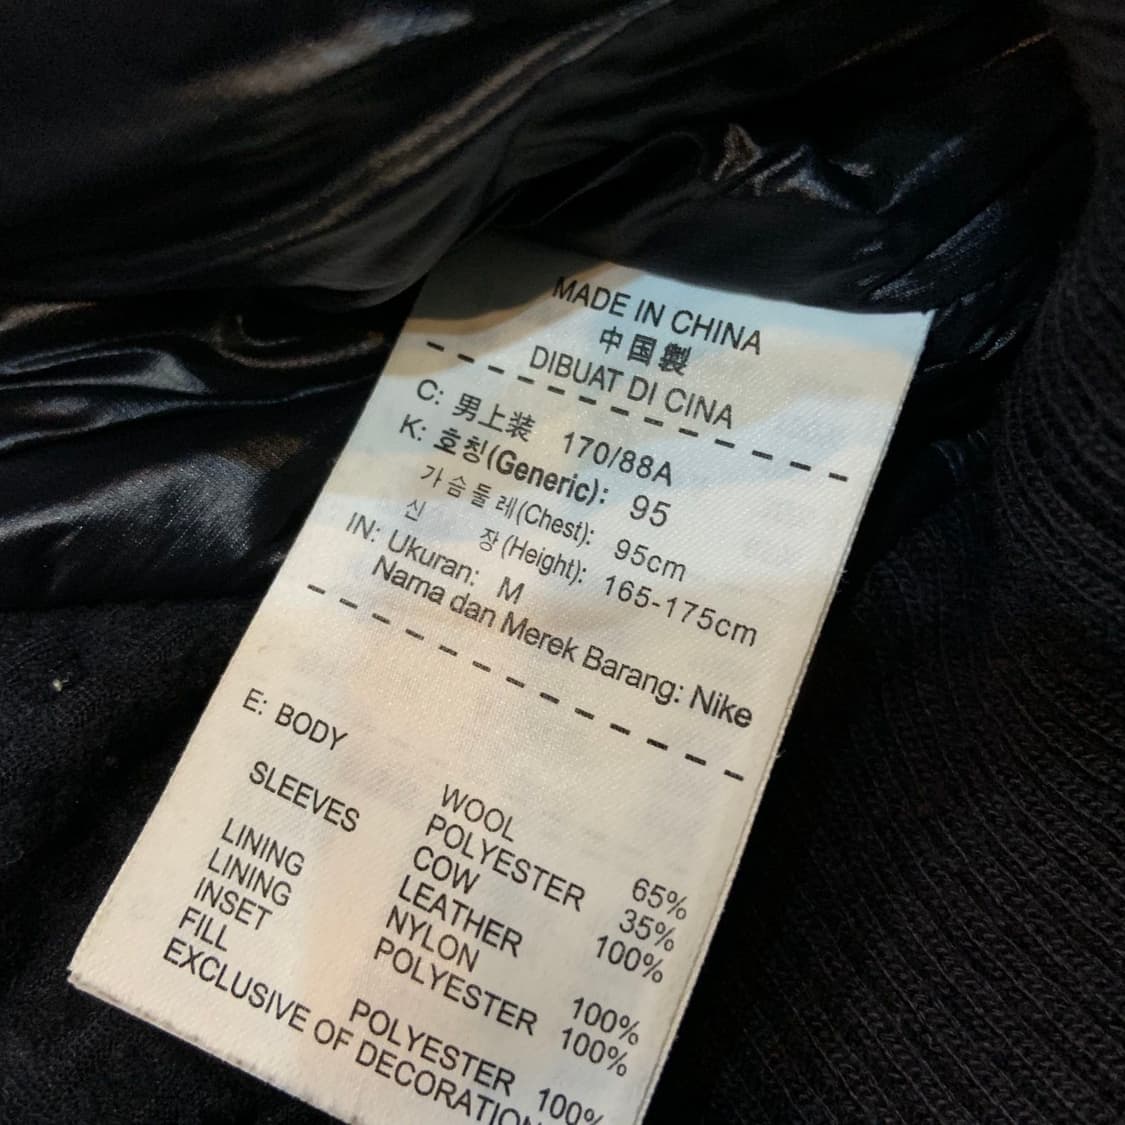 MADE IN CHINA
中国製
DIBUAT DI CINA
C: 男上装 170/88A
K: 호칭(Generic): 95
가슴둘레(Chest): 95cm
신 장(Height): 165-175cm
IN: Ukuran: M
Nama dan Merek Barang: Nike
E: BODY WOOL 65%
POLYESTER 35%
SLEEVES COW 100%
LEATHER
LINING NYLON 100%
LINING POLYESTER 100%
INSET
FILL POLYESTER 100%
EXCLUSIVE OF DECORATION